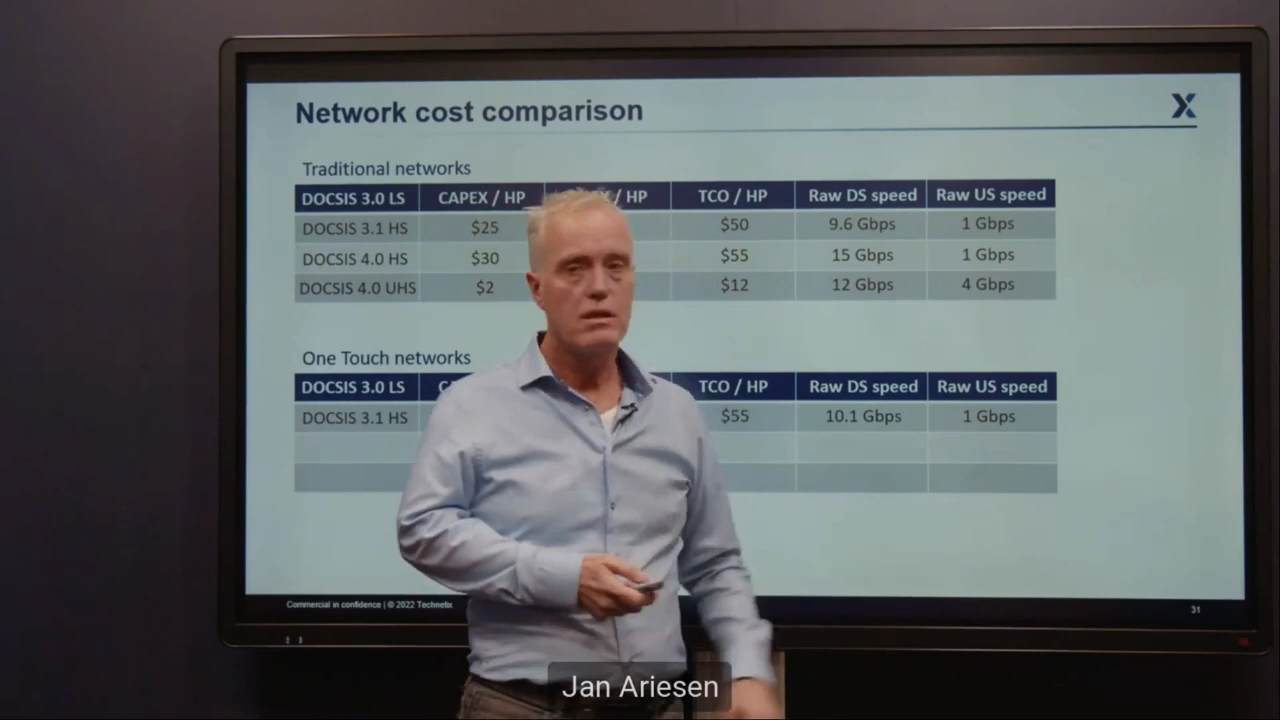 Network cost comparison
Traditional networks
DOCSIS 3.0 LS CAPEX / HP / HP TCO / HP Raw DS speed Raw US speed
DOCSIS 3.1 HS $25 $50 9.6 Gbps 1 Gbps
DOCSIS 4.0 HS $30 $55 15 Gbps 1 Gbps
DOCSIS 4.0 UHS $2 $12 12 Gbps 4 Gbps
One Touch networks
DOCSIS 3.0 LS TCO / HP Raw DS speed Raw US speed
DOCSIS 3.1 HS $55 10.1 Gbps 1 Gbps
Commercial in confidence | © 2022 Technetix
31
Jan Ariesen